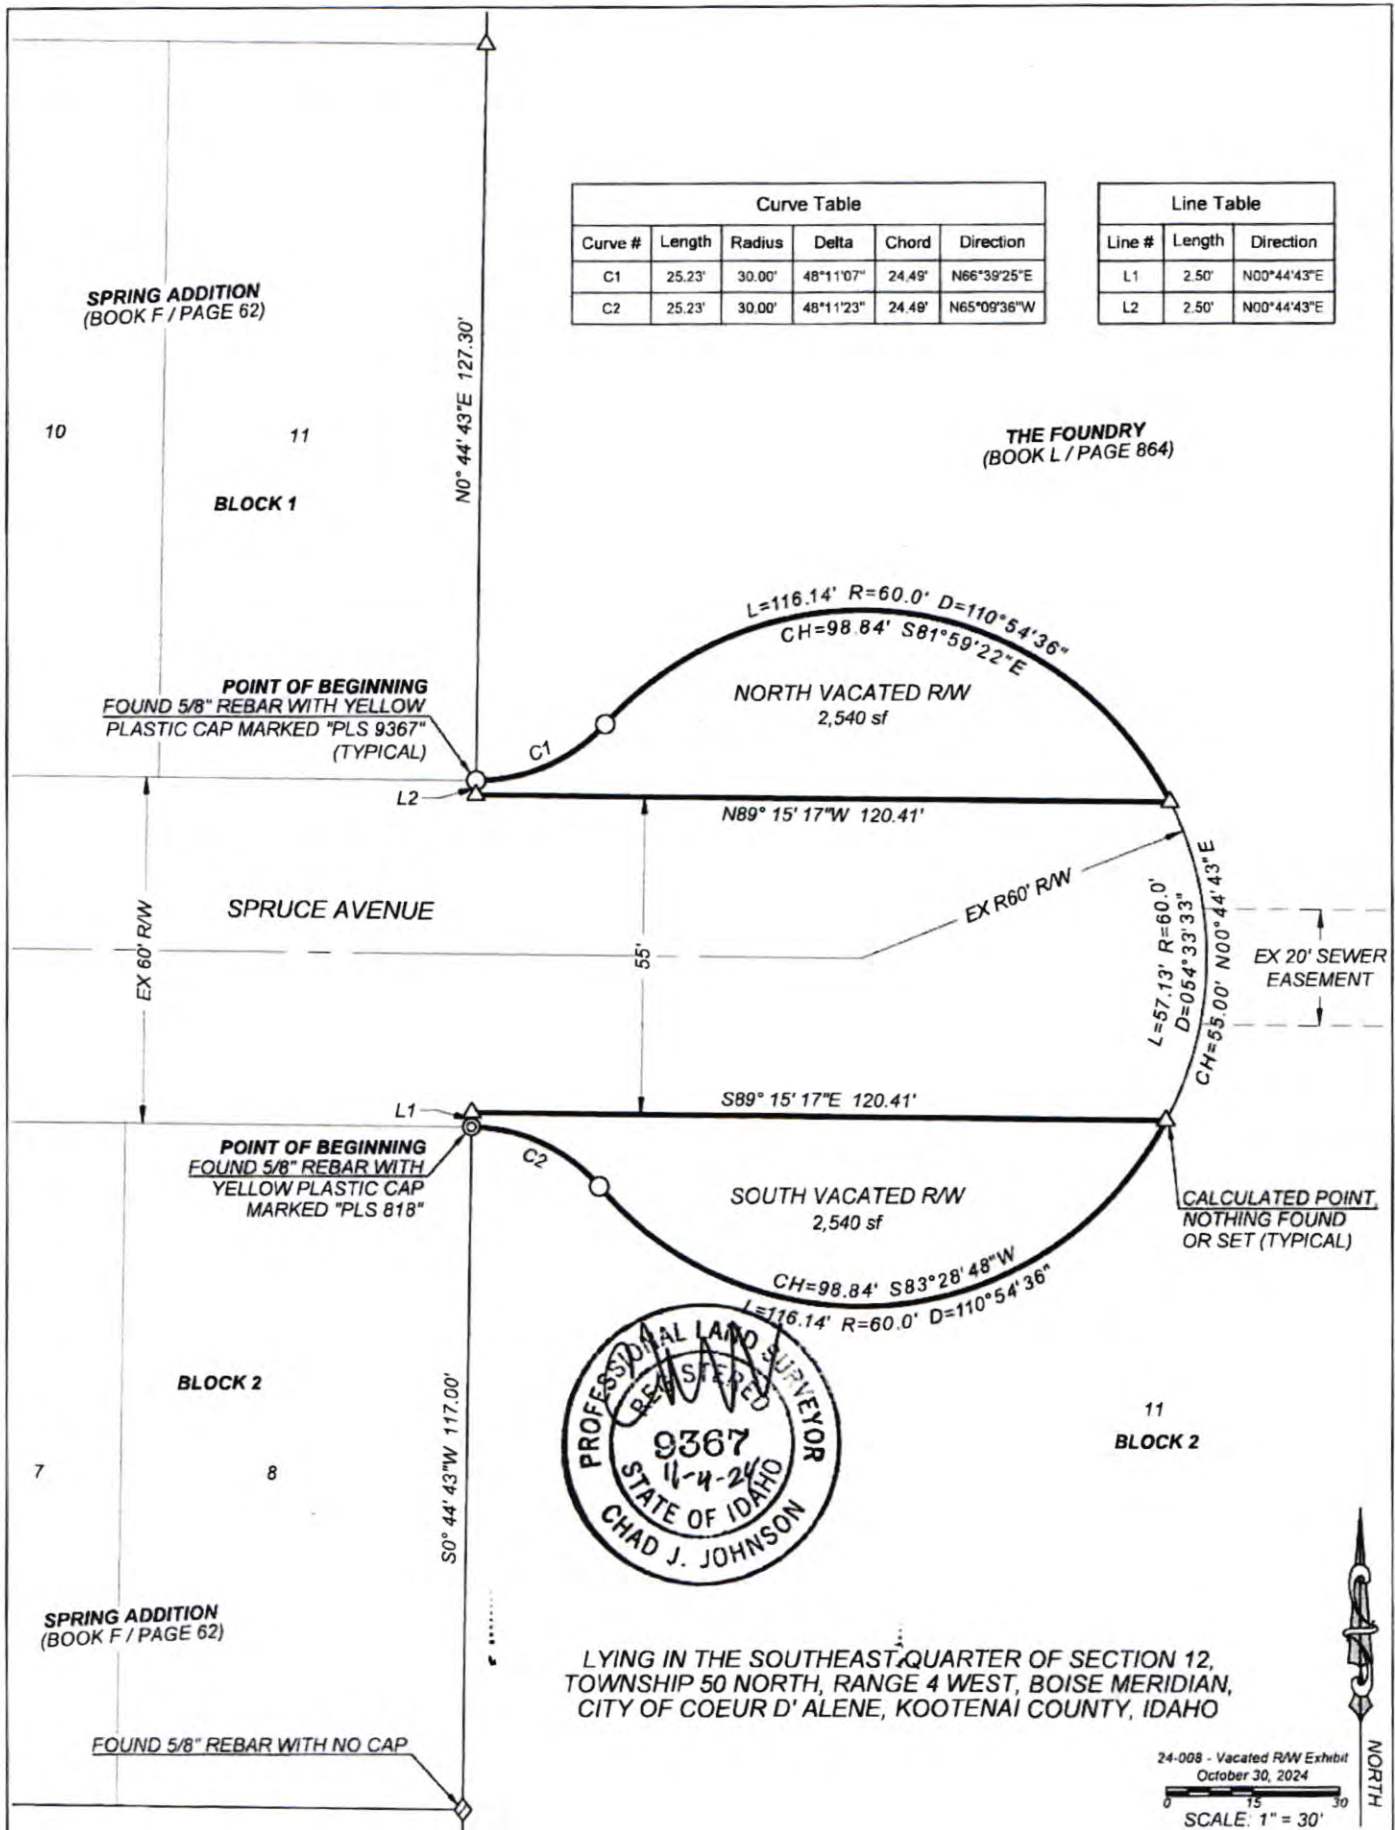 Curve Table
Curve # Length Radius Delta Chord Direction
C1 25.23' 30.00' 48°11'07" 24.49' N66°39'25"E
C2 25.23' 30.00' 48°11'23" 24.49' N65°09'36"W
Line Table
Line # Length Direction
L1 2.50' N00°44'43"E
L2 2.50' N00°44'43"E
SPRING ADDITION
(BOOK F / PAGE 62)
N0° 44' 43"E 127.30'
10
11
BLOCK 1
THE FOUNDRY
(BOOK L / PAGE 864)
L=116.14' R=60.0' D=110°54'36"
CH=98.84' S81°59'22"E
NORTH VACATED R/W
2,540 sf
POINT OF BEGINNING
FOUND 5/8" REBAR WITH YELLOW
PLASTIC CAP MARKED "PLS 9367"
(TYPICAL)
C1
L2
N89° 15' 17"W 120.41'
EX 60' R/W
SPRUCE AVENUE
55'
EX R60' R/W
L=57.13' R=60.0'
D=054°33'33"
CH=55.00' N00°44'43"E
EX 20' SEWER
EASEMENT
L1
S89° 15' 17"E 120.41'
POINT OF BEGINNING
FOUND 5/8" REBAR WITH
YELLOW PLASTIC CAP
MARKED "PLS 818"
C2
SOUTH VACATED R/W
2,540 sf
CALCULATED POINT,
NOTHING FOUND
OR SET (TYPICAL)
CH=98.84' S83°28'48"W
L=116.14' R=60.0' D=110°54'36"
BLOCK 2
7
8
S0° 44' 43"W 117.00'
PROFESSIONAL LAND SURVEYOR
REGISTERED
9367
11-4-24
STATE OF IDAHO
CHAD J. JOHNSON
11
BLOCK 2
SPRING ADDITION
(BOOK F / PAGE 62)
LYING IN THE SOUTHEAST QUARTER OF SECTION 12,
TOWNSHIP 50 NORTH, RANGE 4 WEST, BOISE MERIDIAN,
CITY OF COEUR D' ALENE, KOOTENAI COUNTY, IDAHO
FOUND 5/8" REBAR WITH NO CAP
24-008 - Vacated R/W Exhibit
October 30, 2024
0 15 30
SCALE: 1" = 30'
NORTH